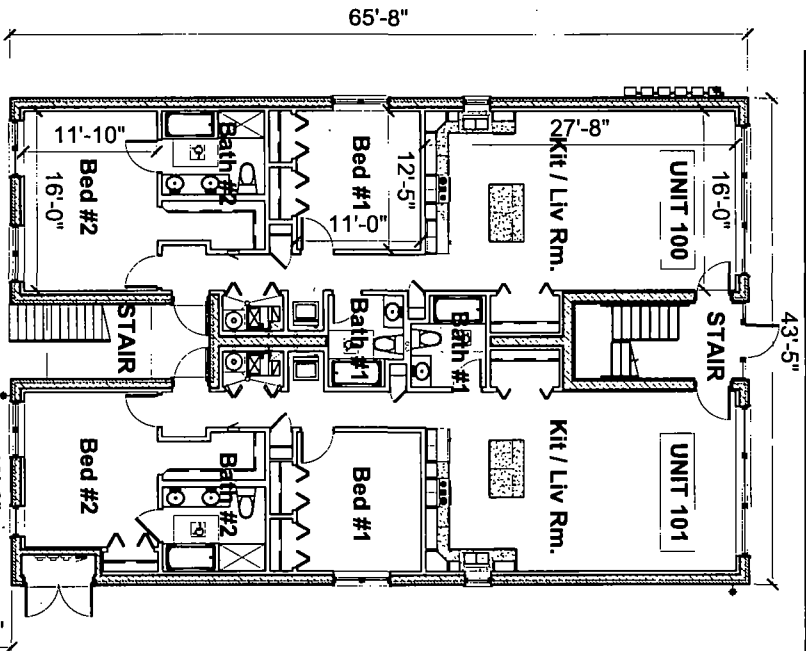 65'-8"
11'-10"
Bath #2
Bed #1
27'-8"
Bed #2
16'-0"
12'-5"
11'-0"
Kit / Liv Rm.
UNIT 100
16'-0"
STAIR
Bath #1
Bath #1
STAIR
43'-5"
Bed #2
Bath #2
Bed #1
Kit / Liv Rm.
UNIT 101